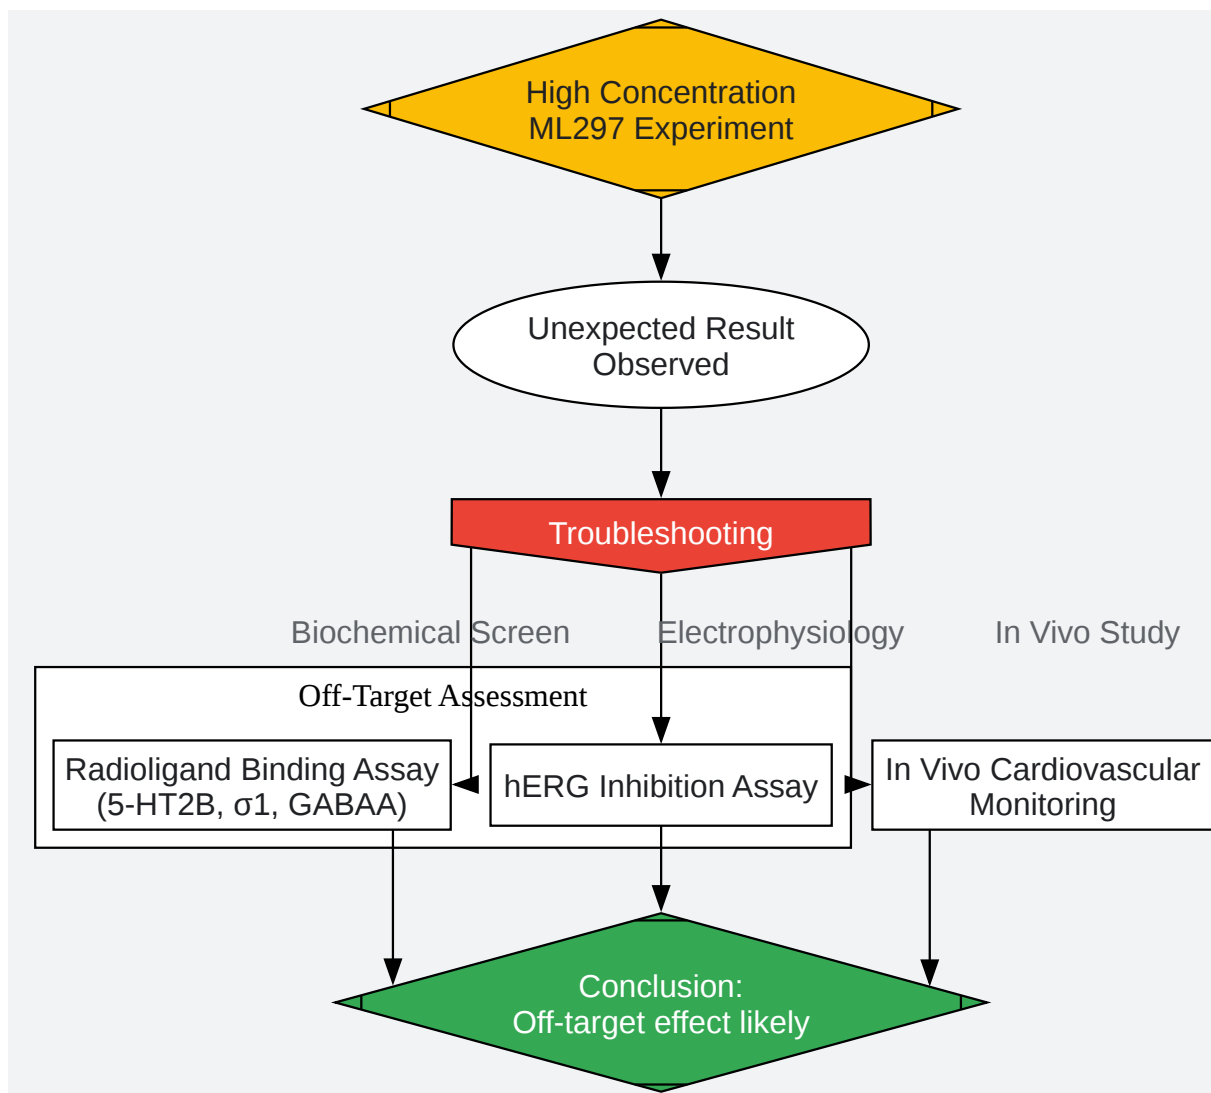 High Concentration
ML297 Experiment
Unexpected Result
Observed
Troubleshooting
Biochemical Screen
Electrophysiology
In Vivo Study
Off-Target Assessment
Radioligand Binding Assay
(5-HT2B, σ1, GABAA)
hERG Inhibition Assay
In Vivo Cardiovascular
Monitoring
Conclusion:
Off-target effect likely